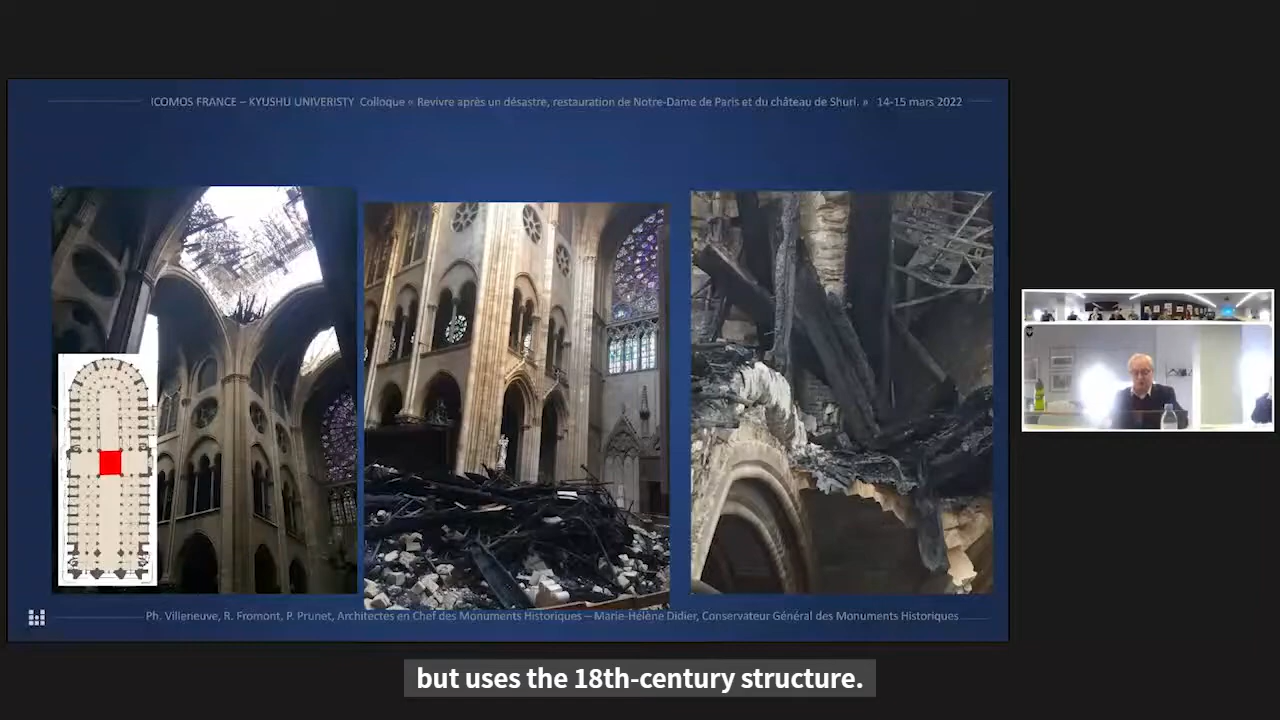 ICOMOS FRANCE – KYUSHU UNIVERISTY Colloque « Revivre après un désastre, restauration de Notre-Dame de Paris et du château de Shuri. » 14-15 mars 2022
Ph. Villeneuve, R. Fromont, P. Prunet, Architectes en Chef des Monuments Historiques – Marie-Hélène Didier, Conservateur Général des Monuments Historiques
but uses the 18th-century structure.